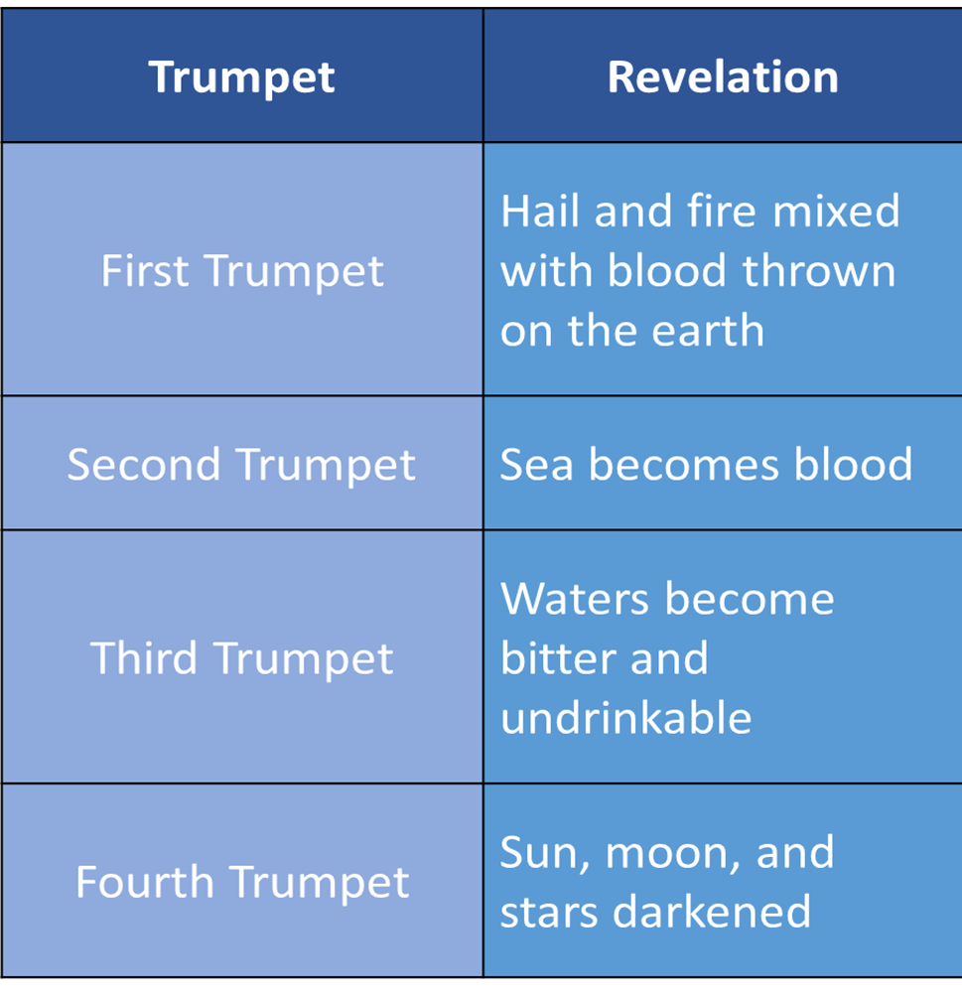 Trumpet
Revelation
First Trumpet
Hail and fire mixed
with blood thrown
on the earth
Second Trumpet
Sea becomes blood
Third Trumpet
Waters become
bitter and
undrinkable
Fourth Trumpet
Sun, moon, and
stars darkened